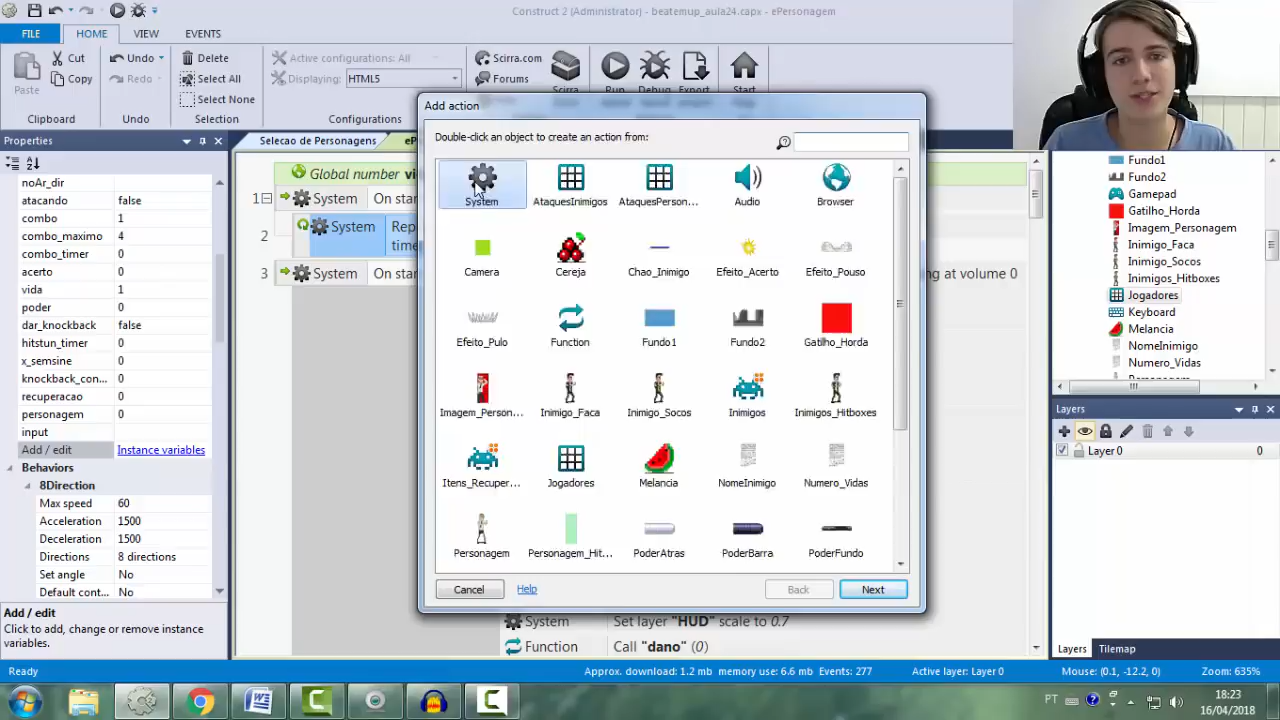 Construct 2 (Administrator) - beatemup_aula24.capx - ePersonagem
FILE HOME VIEW EVENTS
Paste
Cut
Copy
Clipboard
Undo
Redo
Undo
Delete
Select All
Select None
Selection
Active configurations: All
Displaying: HTML5
Configurations
Scirra.com
Forums
Scirra
Run
Debug
Export
Start
Properties
noAr_dir
atacando false
combo 1
combo_maximo 4
combo_timer 0
acerto 0
vida 1
poder 0
dar_knockback false
hitstun_timer 0
x_semsine 0
knockback_con... 0
recuperacao 0
personagem 0
input
Add / edit Instance variables
Behaviors
8Direction
Max speed 60
Acceleration 1500
Deceleration 1500
Directions 8 directions
Set angle No
Default cont... No
Add / edit
Click to add, change or remove instance
variables.
Selecao de Personagens
Global number
1 System On star
2 System Rep
time
3 System On star
ng at volume 0
Add action
Double-click an object to create an action from:
System AtaquesInimigos AtaquesPerson... Audio Browser
Camera Cereja Chao_Inimigo Efeito_Acerto Efeito_Pouso
Efeito_Pulo Function Fundo1 Fundo2 Gatilho_Horda
Imagem_Person... Inimigo_Faca Inimigo_Socos Inimigos Inimigos_Hitboxes
Itens_Recuper... Jogadores Melancia NomeInimigo Numero_Vidas
Personagem Personagem_Hit... PoderAtras PoderBarra PoderFundo
Cancel Help Back Next
System Set layer "HUD" scale to 0.7
Function Call "dano" (0)
Fundo1
Fundo2
Gamepad
Gatilho_Horda
Imagem_Personagem
Inimigo_Faca
Inimigo_Socos
Inimigos_Hitboxes
Jogadores
Keyboard
Melancia
NomeInimigo
Numero_Vidas
Layers
Layer 0 0
Layers Tilemap
Ready Approx. download: 1.2 mb memory use: 6.6 mb Events: 277 Active layer: Layer 0 Mouse: (0.1, -12.2, 0) Zoom: 635%
PT
18:23
16/04/2018